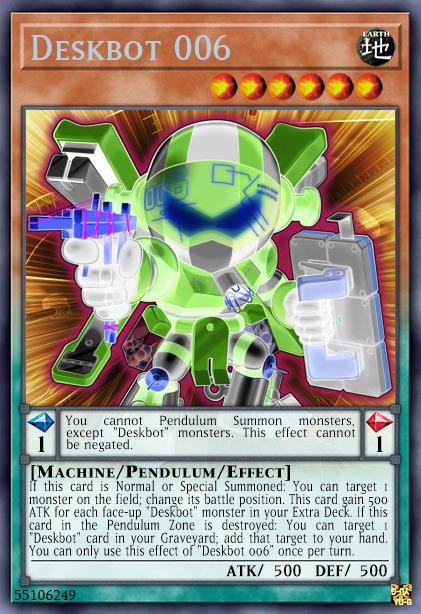 DESKBOT 006
EARTH
地
006
You cannot Pendulum Summon monsters,
except "Deskbot" monsters. This effect cannot
be negated.
1
1
[MACHINE/PENDULUM/EFFECT]
If this card is Normal or Special Summoned: You can target 1
monster on the field; change its battle position. This card gain 500
ATK for each face-up "Deskbot" monster in your Extra Deck. If this
card in the Pendulum Zone is destroyed: You can target 1
"Deskbot" card in your Graveyard; add that target to your hand.
You can only use this effect of "Deskbot 006" once per turn.
ATK/ 500 DEF/ 500
55106249